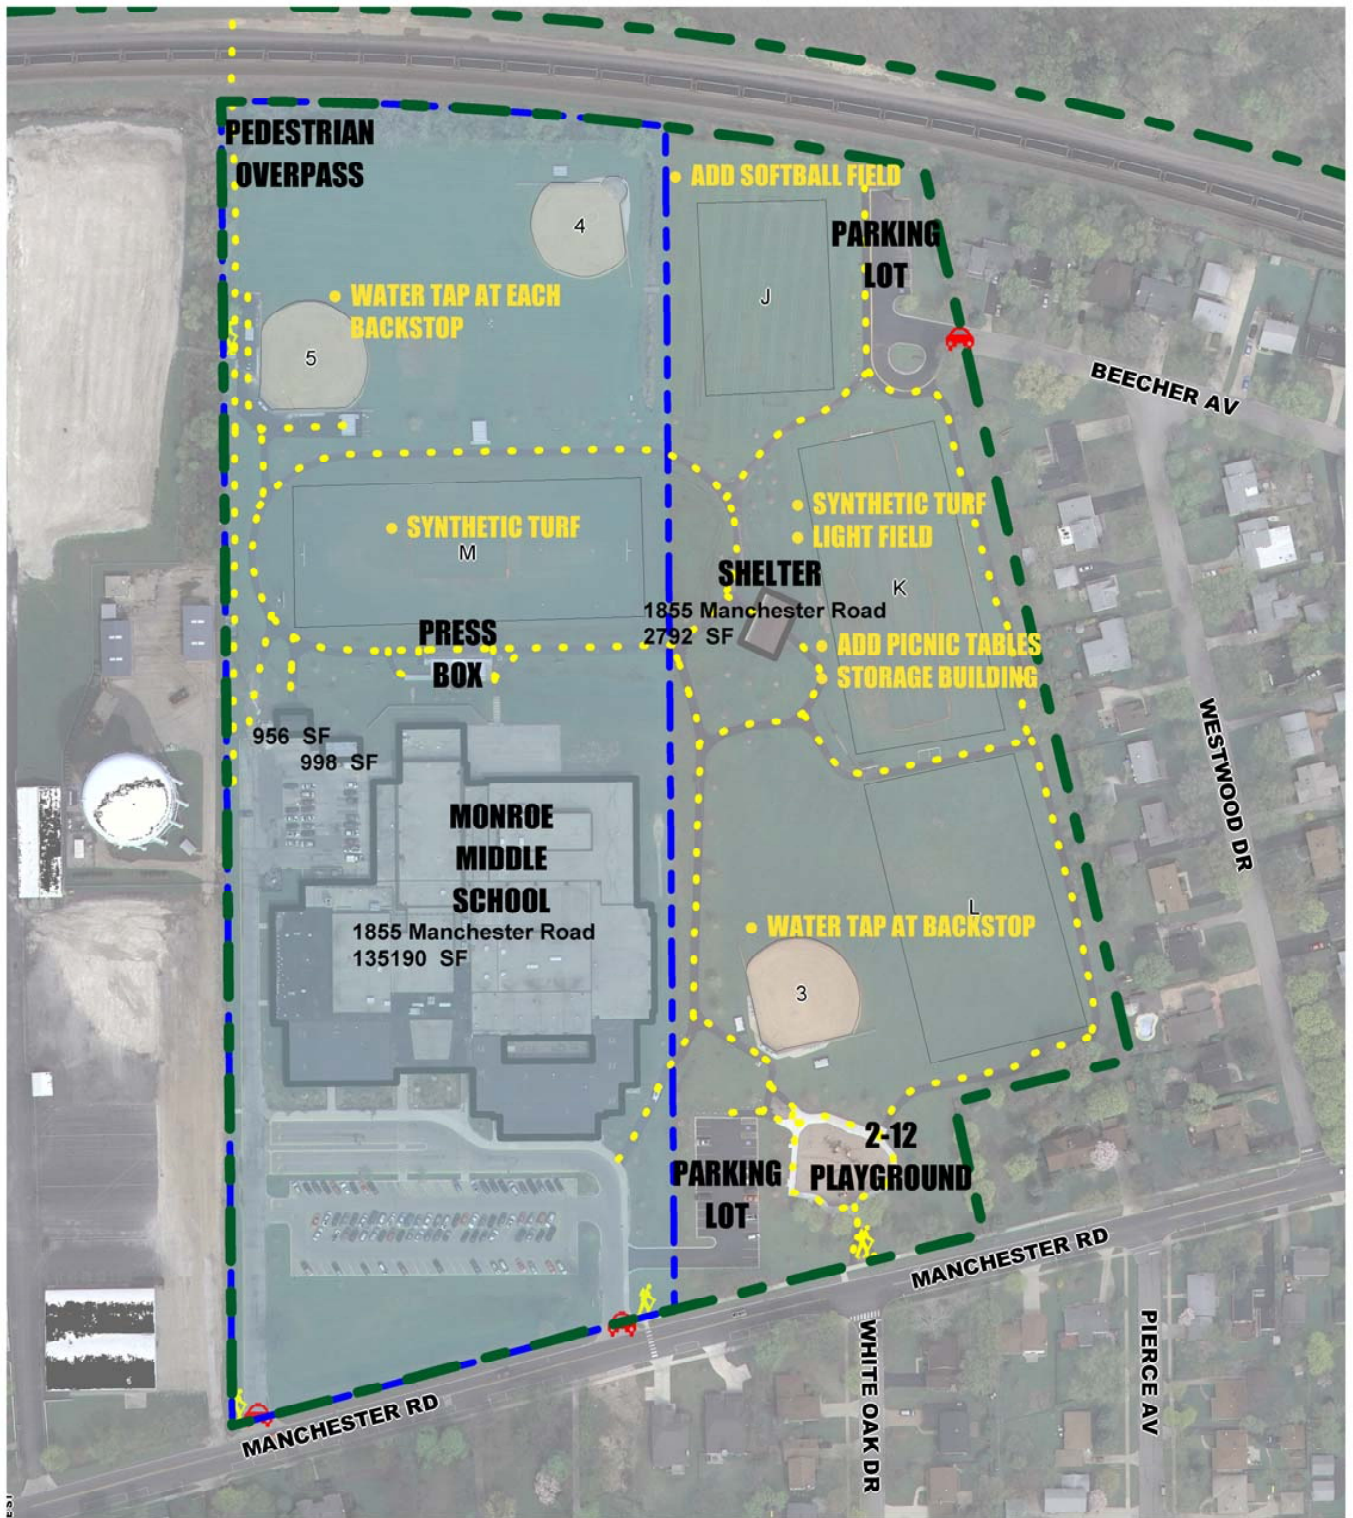 PEDESTRIAN
OVERPASS
ADD SOFTBALL FIELD
4
PARKING
LOT
WATER TAP AT EACH
BACKSTOP
J
5
BEECHER AV
SYNTHETIC TURF
M
SYNTHETIC TURF
LIGHT FIELD
SHELTER
K
1855 Manchester Road
2792 SF
PRESS
BOX
ADD PICNIC TABLES
STORAGE BUILDING
956 SF
998 SF
WESTWOOD DR
MONROE
MIDDLE
SCHOOL
1855 Manchester Road
135190 SF
L
WATER TAP AT BACKSTOP
3
2-12
PLAYGROUND
PARKING
LOT
MANCHESTER RD
MANCHESTER RD
WHITE OAK DR
PIERCE AV